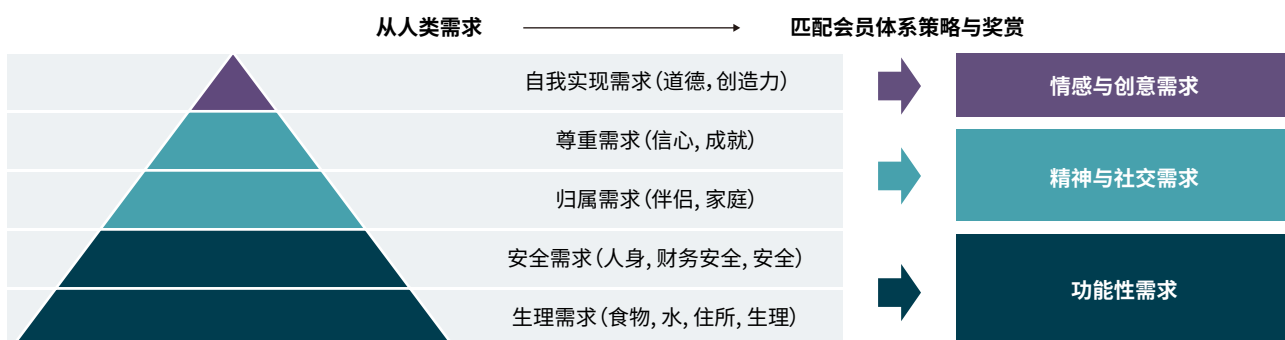 从人类需求
匹配会员体系策略与奖赏
自我实现需求（道德，创造力）
情感与创意需求
尊重需求（信心, 成就）
精神与社交需求
归属需求（伴侣, 家庭）
安全需求（人身, 财务安全, 安全）
功能性需求
生理需求（食物, 水, 住所, 生理）